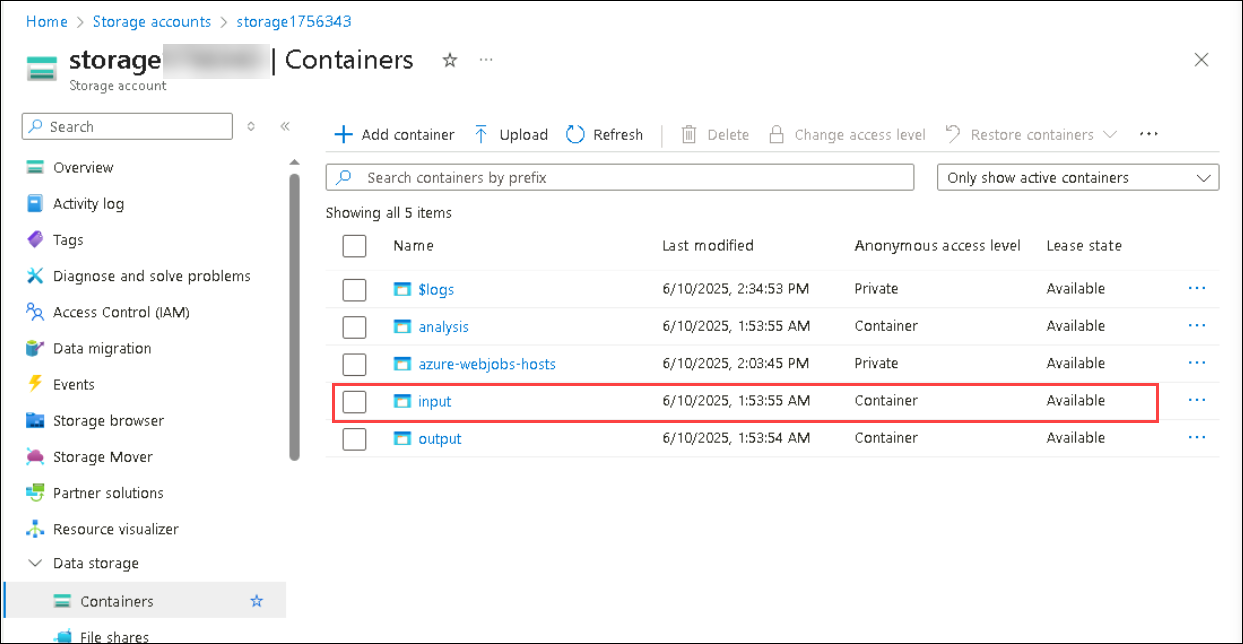 Home > Storage accounts > storage1756343
storage | Containers
Storage account
Search
Overview
Activity log
Tags
Diagnose and solve problems
Access Control (IAM)
Data migration
Events
Storage browser
Storage Mover
Partner solutions
Resource visualizer
Data storage
Containers
File shares
Add container Upload Refresh Delete Change access level Restore containers
Search containers by prefix Only show active containers
Showing all 5 items
Name Last modified Anonymous access level Lease state
$logs 6/10/2025, 2:34:53 PM Private Available
analysis 6/10/2025, 1:53:55 AM Container Available
azure-webjobs-hosts 6/10/2025, 2:03:45 PM Private Available
input 6/10/2025, 1:53:55 AM Container Available
output 6/10/2025, 1:53:54 AM Container Available